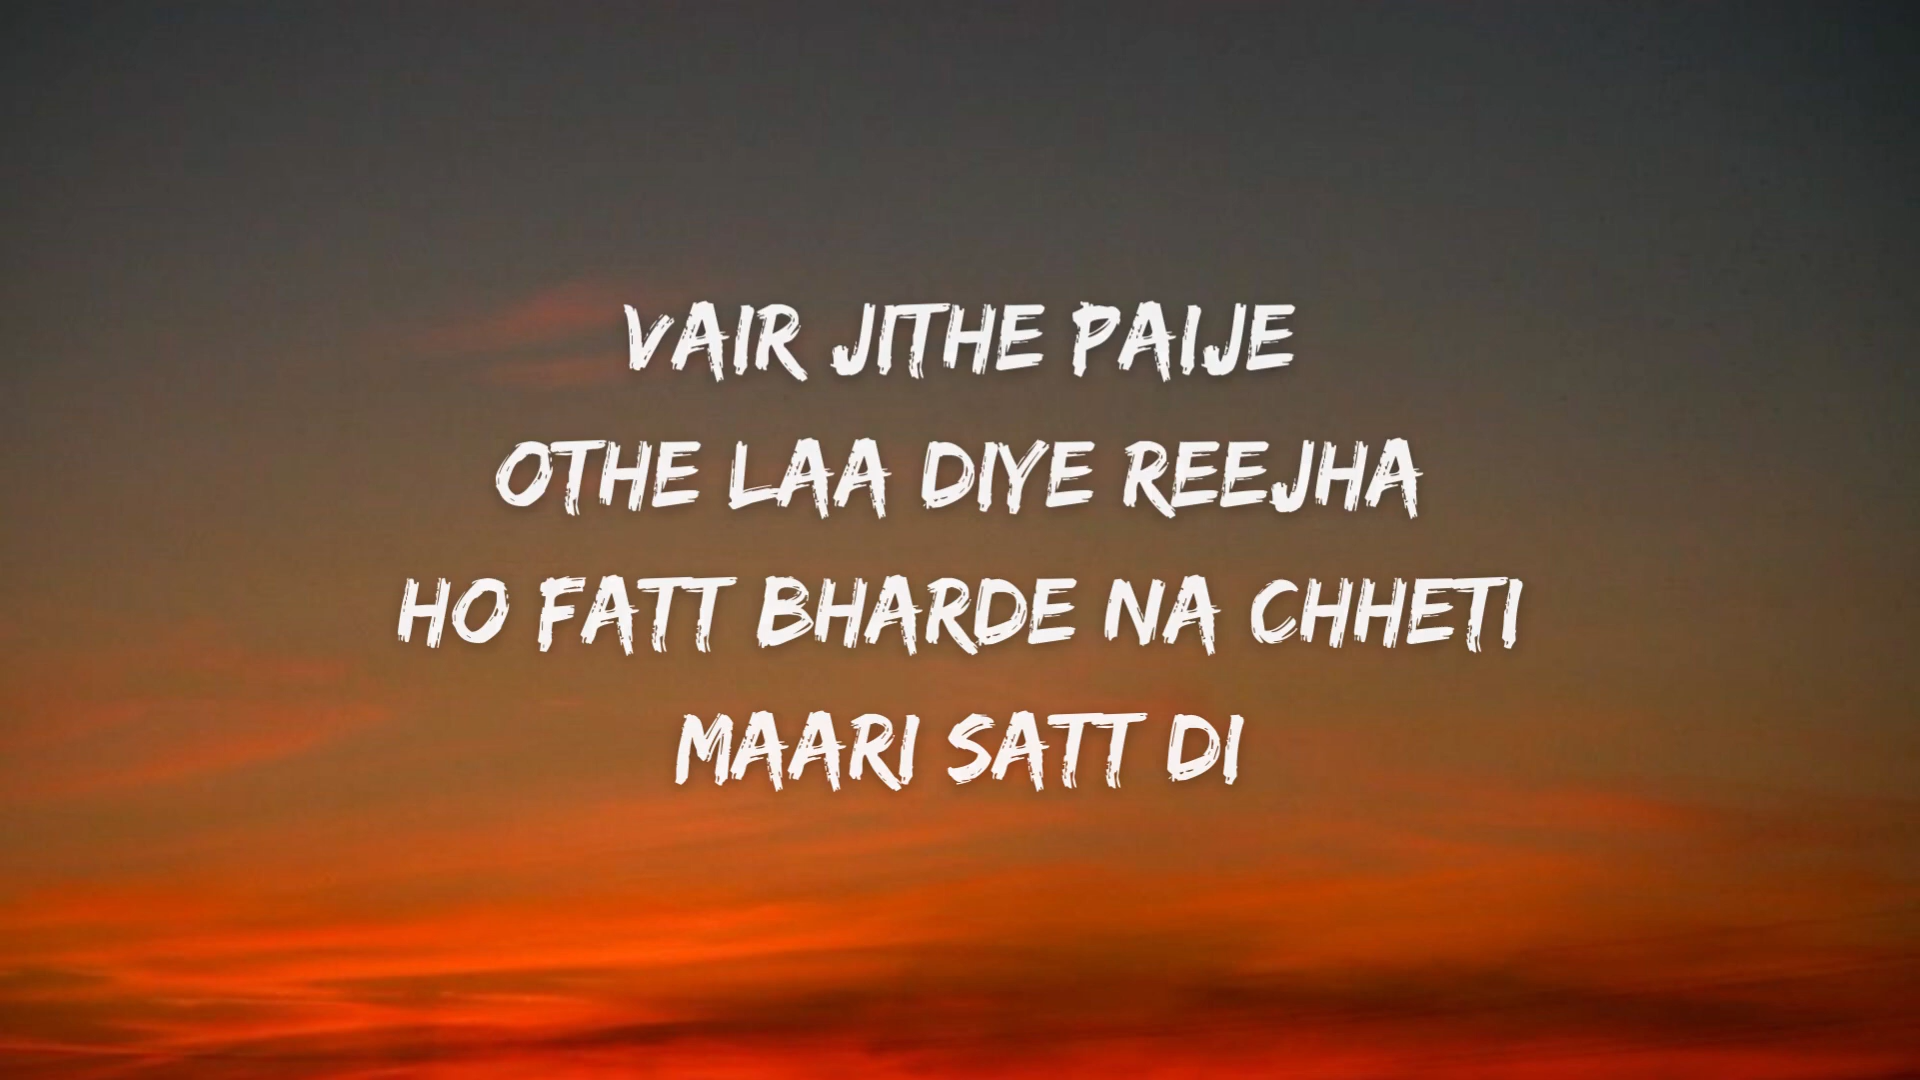 VAIR JITHE PAIJE
OTHE LAA DIYE REEJHA
HO FATT BHARDE NA CHHETI
MAARI SATT DI